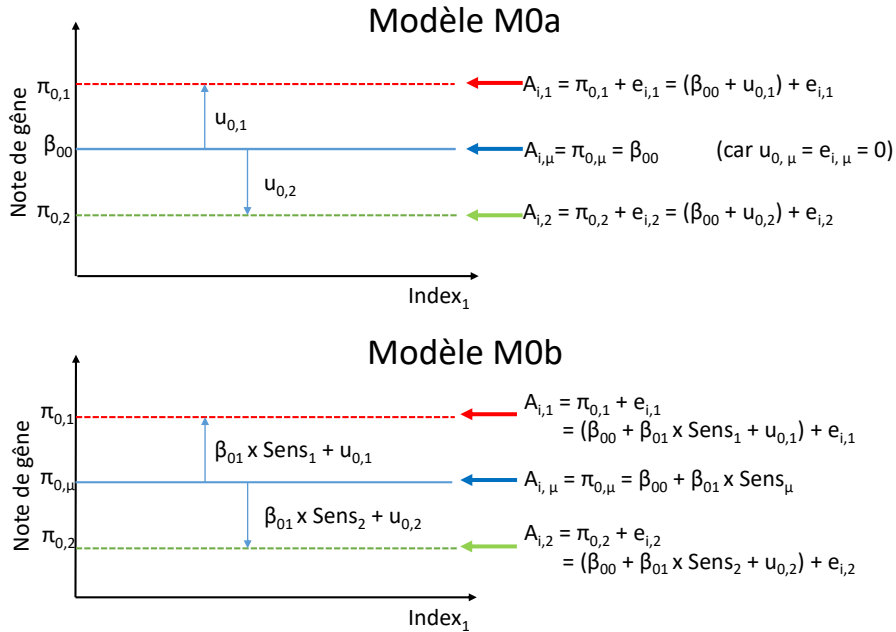 Modèle M0a
Note de gêne
π0,1
β00
π0,2
u0,1
u0,2
Ai,1 = π0,1 + ei,1 = (β00 + u0,1) + ei,1
Ai,μ= π0,μ = β00 (car u0, μ = ei, μ = 0)
Ai,2 = π0,2 + ei,2 = (β00 + u0,2) + ei,2
Index1
Modèle M0b
Note de gêne
π0,1
π0,μ
π0,2
β01 x Sens1 + u0,1
β01 x Sens2 + u0,2
Ai,1 = π0,1 + ei,1
= (β00 + β01 x Sens1 + u0,1) + ei,1
Ai, μ = π0,μ = β00 + β01 x Sensμ
Ai,2 = π0,2 + ei,2
= (β00 + β01 x Sens2 + u0,2) + ei,2
Index1